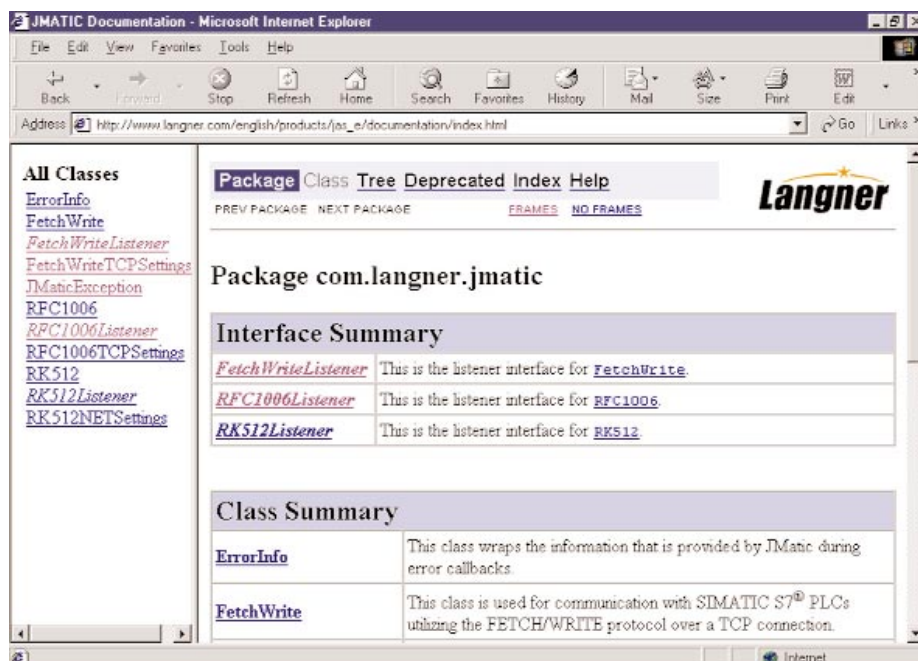 JMATIC Documentation - Microsoft Internet Explorer
File Edit View Favorites Tools Help
Back Forward Stop Refresh Home Search Favorites History Mail Size Print Edit
Address http://www.langner.com/english/products/jas_e/documentation/index.html Go Links
All Classes
ErrorInfo
FetchWrite
FetchWriteListener
FetchWriteTCPSettings
JMaticException
RFC1006
RFC1006Listener
RFC1006TCPSettings
RK512
RK512Listener
RK512NETSettings
Package Class Tree Deprecated Index Help
PREV PACKAGE NEXT PACKAGE FRAMES NO FRAMES
Langner
Package com.langner.jmatic
Interface Summary
FetchWriteListener This is the listener interface for FetchWrite.
RFC1006Listener This is the listener interface for RFC1006.
RK512Listener This is the listener interface for RK512.
Class Summary
ErrorInfo This class wraps the information that is provided by JMatic during
error callbacks.
FetchWrite This class is used for communication with SIMATIC S7® PLCs
utilizing the FETCH/WRITE protocol over a TCP connection.
Internet